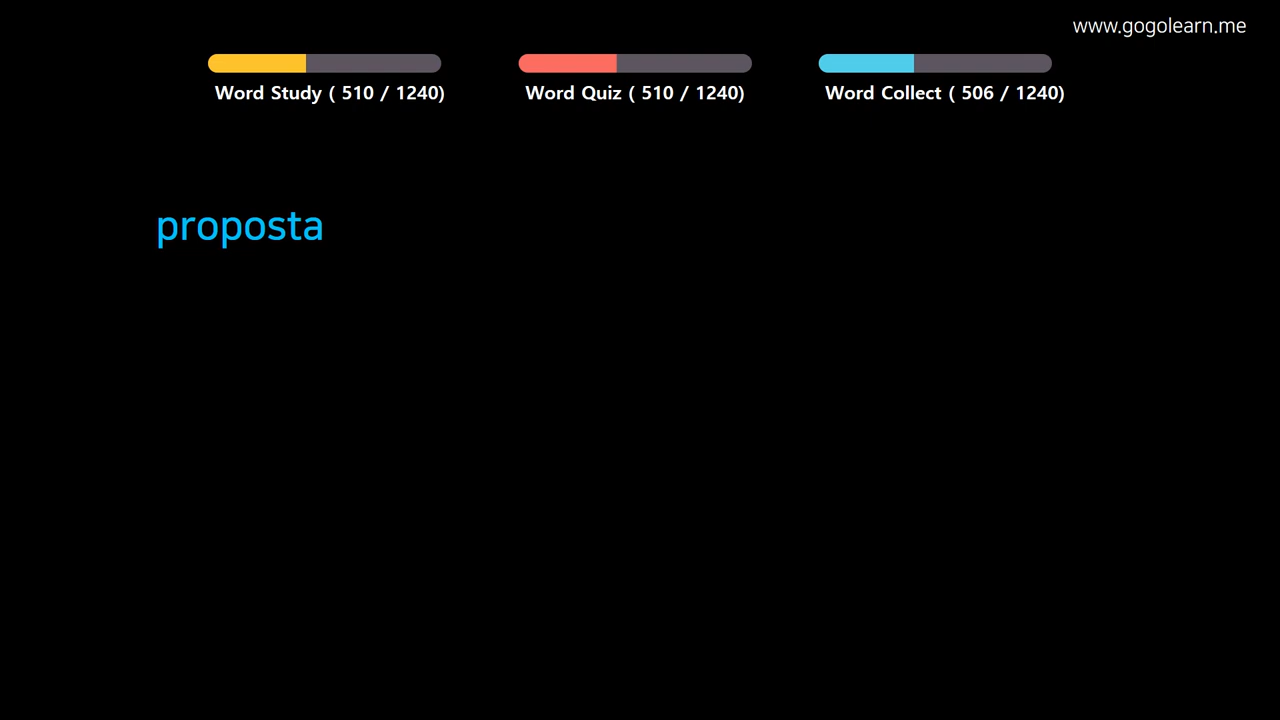 www.gogolearn.me
Word Study ( 510 / 1240)
Word Quiz ( 510 / 1240)
Word Collect ( 506 / 1240)
proposta